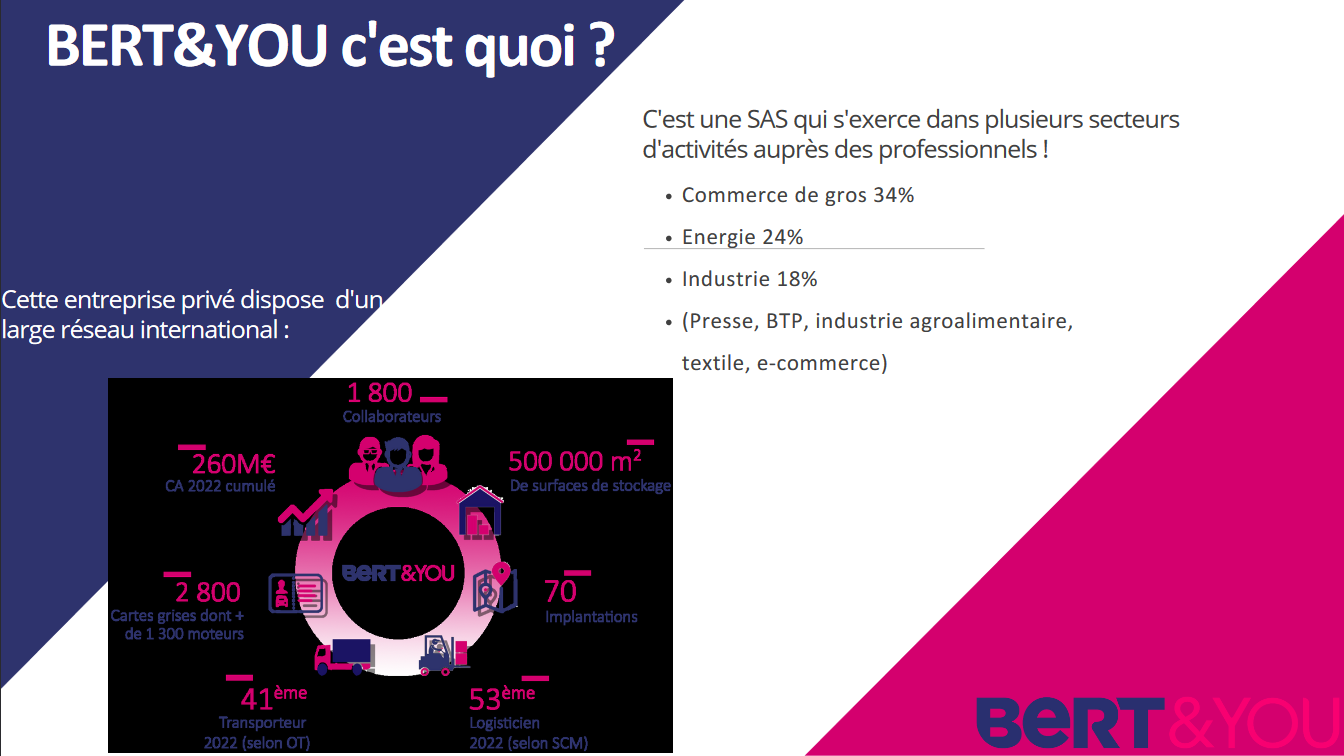 BERT&YOU c'est quoi ?
C'est une SAS qui s'exerce dans plusieurs secteurs
d'activités auprès des professionnels !
• Commerce de gros 34%
• Energie 24%
• Industrie 18%
• (Presse, BTP, industrie agroalimentaire,
textile, e-commerce)
Cette entreprise privé dispose d'un
large réseau international :
1 800
Collaborateurs
260M€
CA 2022 cumulé
500 000 m²
De surfaces de stockage
BERT&YOU
2 800
Cartes grises dont +
de 1 300 moteurs
70
Implantations
41ème
Transporteur
2022 (selon OT)
53ème
Logisticien
2022 (selon SCM)
BERT&YOU